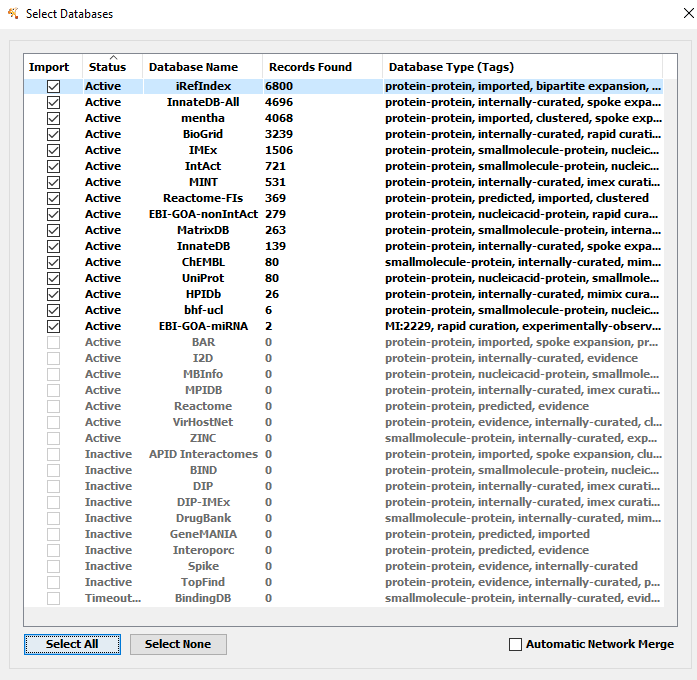 Select Databases
Import Status Database Name Records Found Database Type (Tags)
Active iRefIndex 6800 protein-protein, imported, bipartite expansion, ...
Active InnateDB-All 4696 protein-protein, internally-curated, spoke expa...
Active mentha 4068 protein-protein, imported, clustered, spoke exp...
Active BioGrid 3239 protein-protein, internally-curated, rapid curati...
Active IMEx 1506 protein-protein, smallmolecule-protein, nucleic...
Active IntAct 721 protein-protein, smallmolecule-protein, nucleic...
Active MINT 531 protein-protein, internally-curated, imex curati...
Active Reactome-FIs 369 protein-protein, predicted, imported, clustered
Active EBI-GOA-nonIntAct 279 protein-protein, nucleicacid-protein, rapid cura...
Active MatrixDB 263 protein-protein, smallmolecule-protein, interna...
Active InnateDB 139 protein-protein, internally-curated, spoke expa...
Active ChEMBL 80 smallmolecule-protein, internally-curated, mim...
Active UniProt 80 protein-protein, nucleicacid-protein, smallmole...
Active HPIDb 26 protein-protein, internally-curated, mimix cura...
Active bhf-ucl 6 protein-protein, smallmolecule-protein, nucleic...
Active EBI-GOA-miRNA 2 MI:2229, rapid curation, experimentally-observ...
Active BAR 0 protein-protein, imported, spoke expansion, pr...
Active I2D 0 protein-protein, internally-curated, evidence
Active MBInfo 0 protein-protein, nucleicacid-protein, smallmole...
Active MPIDB 0 protein-protein, internally-curated, imex curati...
Active Reactome 0 protein-protein, predicted, evidence
Active VirHostNet 0 protein-protein, evidence, internally-curated, cl...
Active ZINC 0 smallmolecule-protein, internally-curated, exp...
Inactive APID Interactomes 0 protein-protein, imported, spoke expansion, clu...
Inactive BIND 0 protein-protein, smallmolecule-protein, nucleic...
Inactive DIP 0 protein-protein, internally-curated, imex curati...
Inactive DIP-IMEx 0 protein-protein, internally-curated, imex curati...
Inactive DrugBank 0 smallmolecule-protein, internally-curated, mim...
Inactive GeneMANIA 0 protein-protein, predicted, imported
Inactive Interoporc 0 protein-protein, predicted, evidence
Inactive Spike 0 protein-protein, evidence, internally-curated
Inactive TopFind 0 protein-protein, evidence, internally-curated, p...
Timeout... BindingDB 0 smallmolecule-protein, internally-curated, evid...
Select All Select None Automatic Network Merge